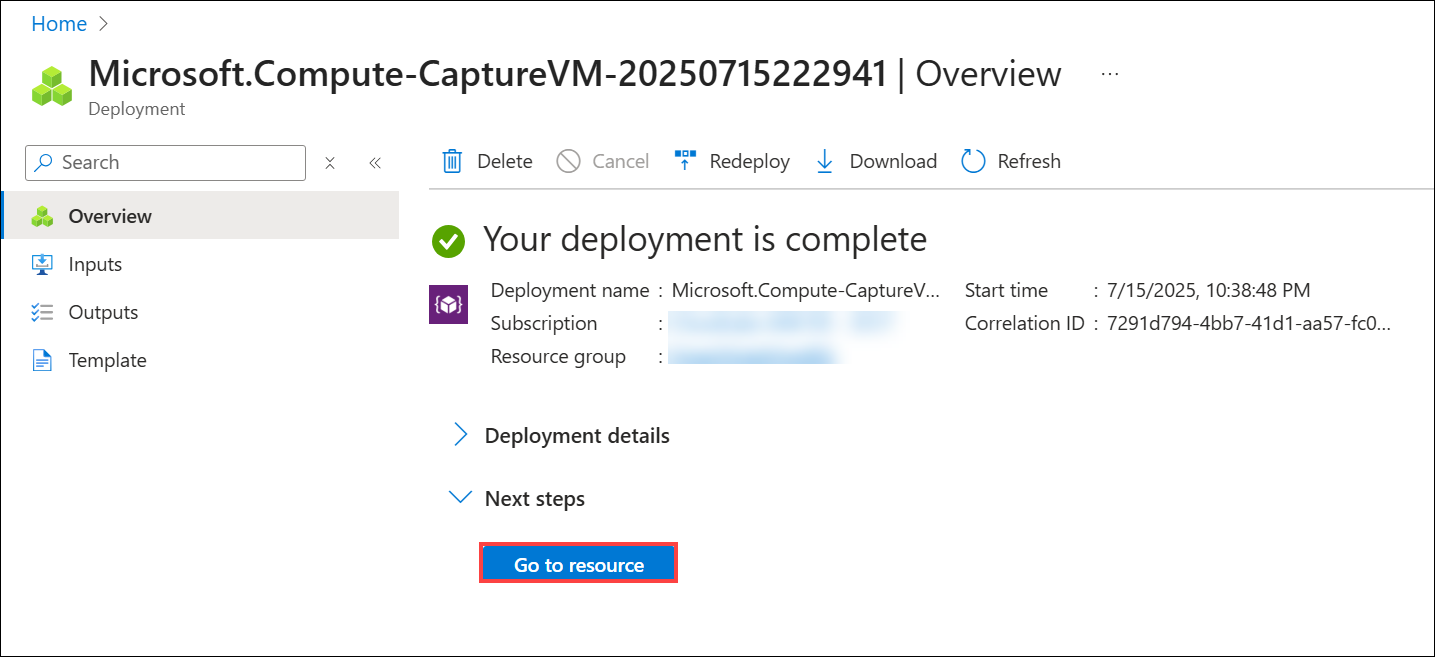 Home
Microsoft.Compute-CaptureVM-20250715222941 | Overview ...
Deployment
Search
Delete Cancel Redeploy Download Refresh
Overview
Inputs
Outputs
Template
Your deployment is complete
Deployment name : Microsoft.Compute-CaptureV... Start time : 7/15/2025, 10:38:48 PM
Subscription : Correlation ID : 7291d794-4bb7-41d1-aa57-fc0...
Resource group :
Deployment details
Next steps
Go to resource